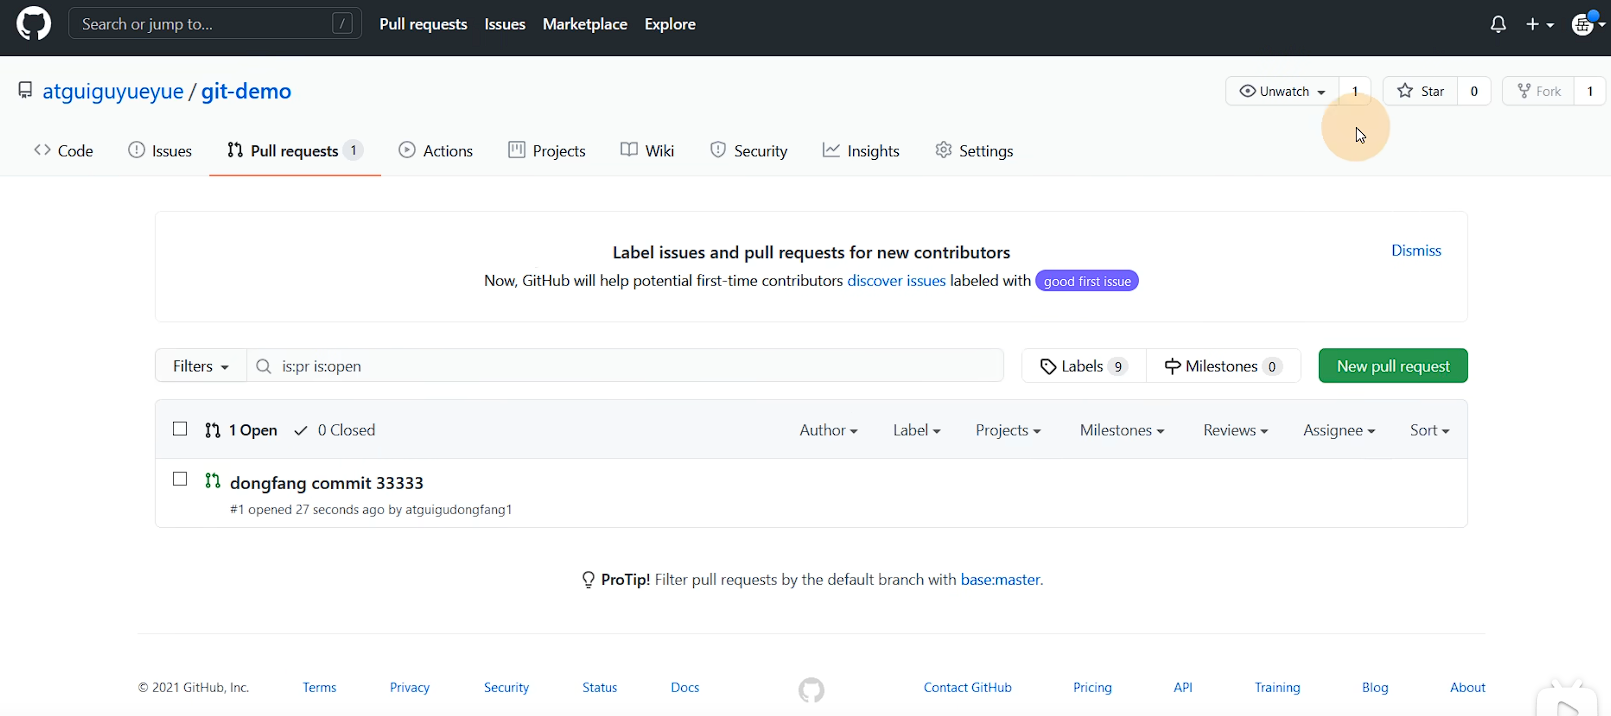 Search or jump to... / Pull requests Issues Marketplace Explore
atguiguyueyue / git-demo Unwatch 1 Star 0 Fork 1
Code Issues Pull requests 1 Actions Projects Wiki Security Insights Settings
Label issues and pull requests for new contributors Dismiss
Now, GitHub will help potential first-time contributors discover issues labeled with good first issue
Filters is:pr is:open Labels 9 Milestones 0 New pull request
1 Open 0 Closed Author Label Projects Milestones Reviews Assignee Sort
dongfang commit 33333
#1 opened 27 seconds ago by atguigudongfang1
ProTip! Filter pull requests by the default branch with base:master.
© 2021 GitHub, Inc. Terms Privacy Security Status Docs Contact GitHub Pricing API Training Blog About